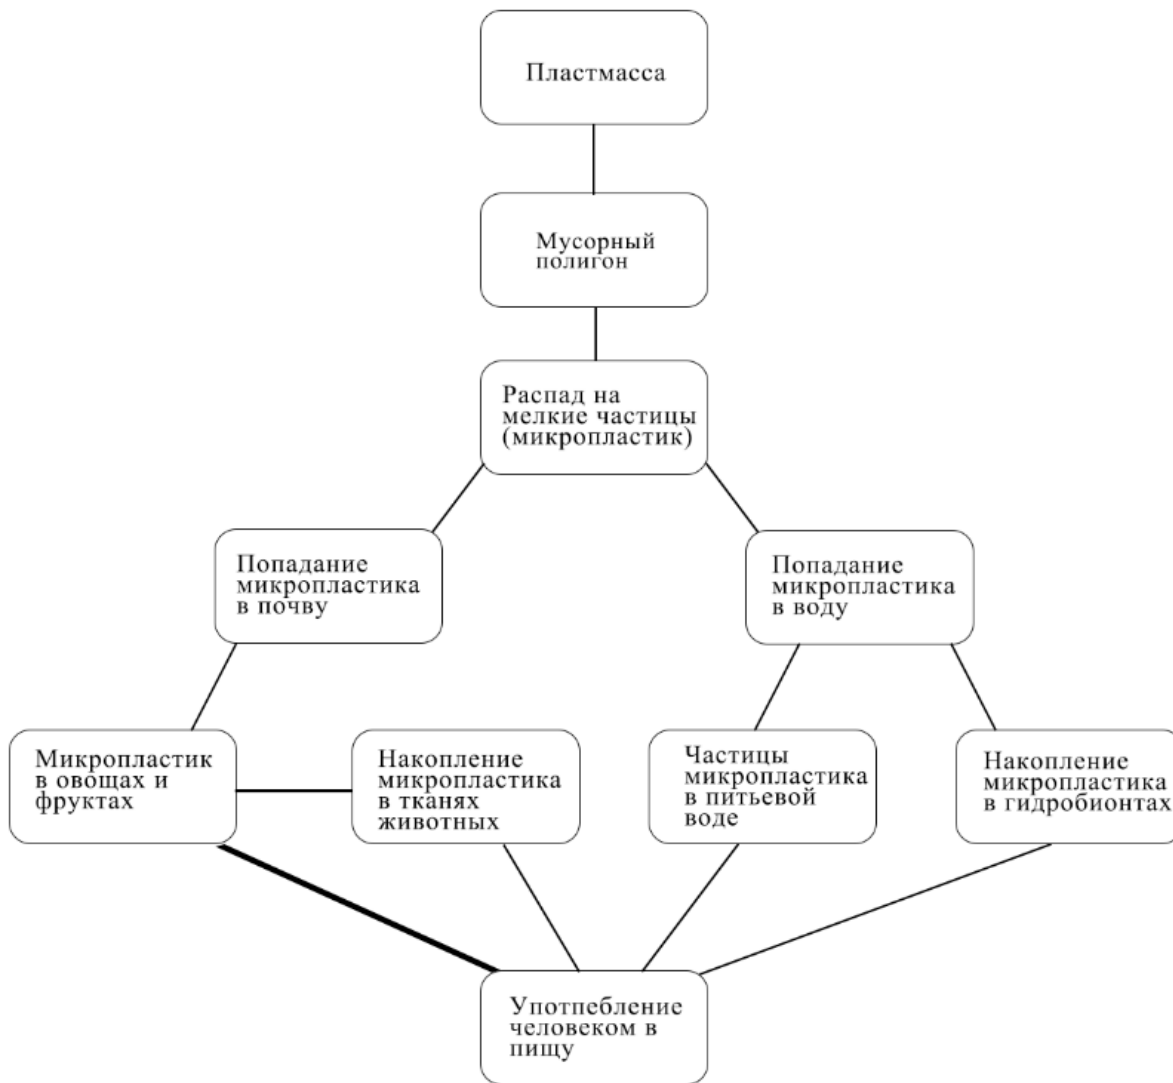 Пластмасса
Мусорный
полигон
Распад на
мелкие частицы
(микропластик)
Попадание
микропластика
в почву
Попадание
микропластика
в воду
Микропластик
в овощах и
фруктах
Накопление
микропластика
в тканях
животных
Частицы
микропластика
в питьевой
воде
Накопление
микропластика
в гидробионтах
Употпебление
человеком в
пищу